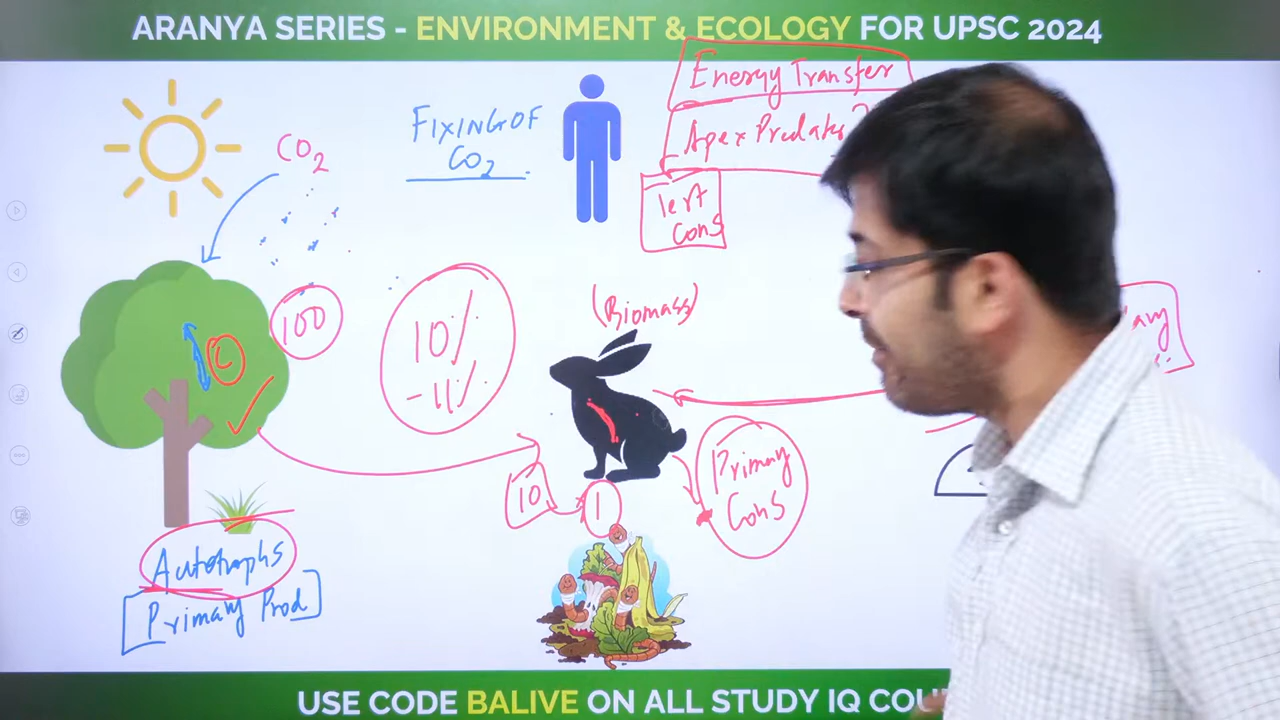 ARANYA SERIES - ENVIRONMENT & ECOLOGY FOR UPSC 2024
Energy Transfer
Apex Predator ?
Tert
Cons
FIXING OF
CO2
CO2
100
C
10%
-11%
(Biomass)
10
1
Primary
Cons
Autotrophs
Primary Prod
USE CODE BALIVE ON ALL STUDY IQ COU